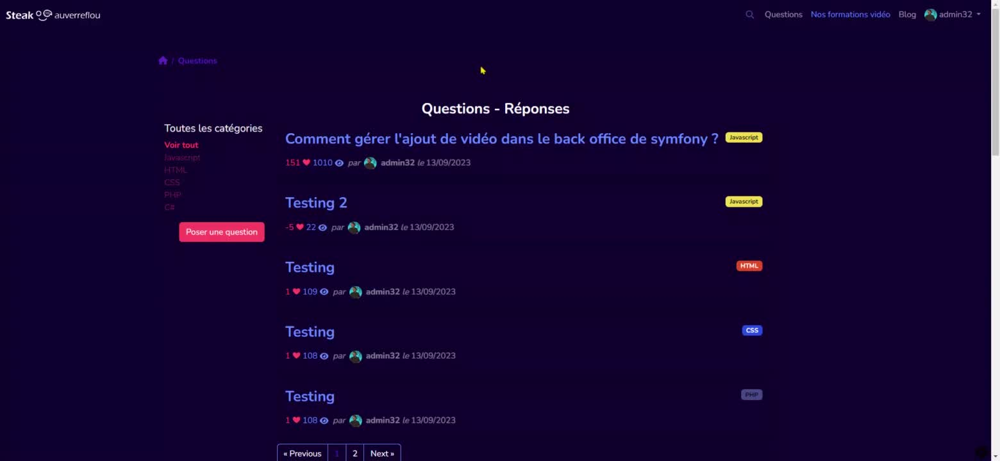 Steak auverreflou
Questions Nos formations vidéo Blog admin32
/ Questions
Questions - Réponses
Toutes les catégories
Voir tout
Javascript
HTML
CSS
PHP
C#
Poser une question
Comment gérer l'ajout de vidéo dans le back office de symfony ? Javascript
151 1010 par admin32 le 13/09/2023
Testing 2 Javascript
-5 22 par admin32 le 13/09/2023
Testing HTML
1 109 par admin32 le 13/09/2023
Testing CSS
1 108 par admin32 le 13/09/2023
Testing PHP
1 108 par admin32 le 13/09/2023
« Previous 1 2 Next »